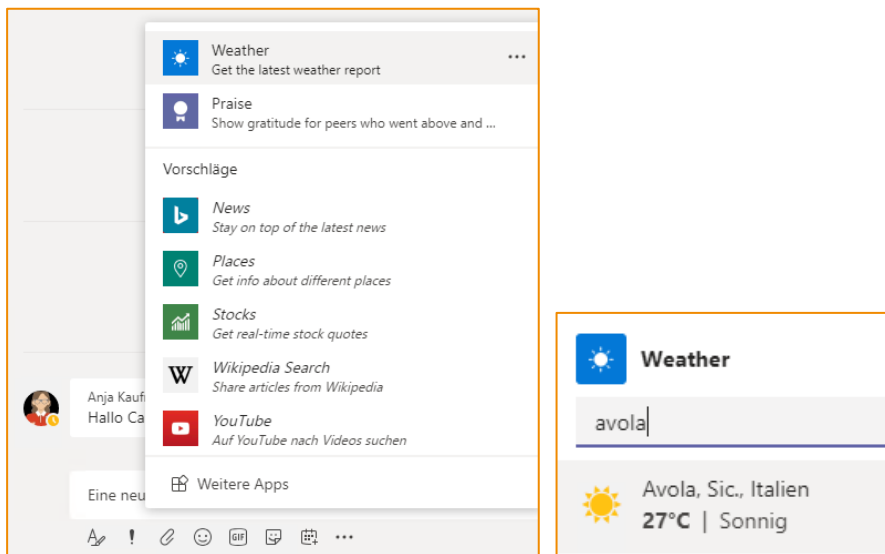 Weather
Get the latest weather report
Praise
Show gratitude for peers who went above and ...
Vorschläge
News
Stay on top of the latest news
Places
Get info about different places
Stocks
Get real-time stock quotes
W
Wikipedia Search
Share articles from Wikipedia
YouTube
Auf YouTube nach Videos suchen
Weitere Apps
Anja
Hallo
Eine
GIF
Weather
avola
Avola, Sic., Italien
27°C | Sonnig